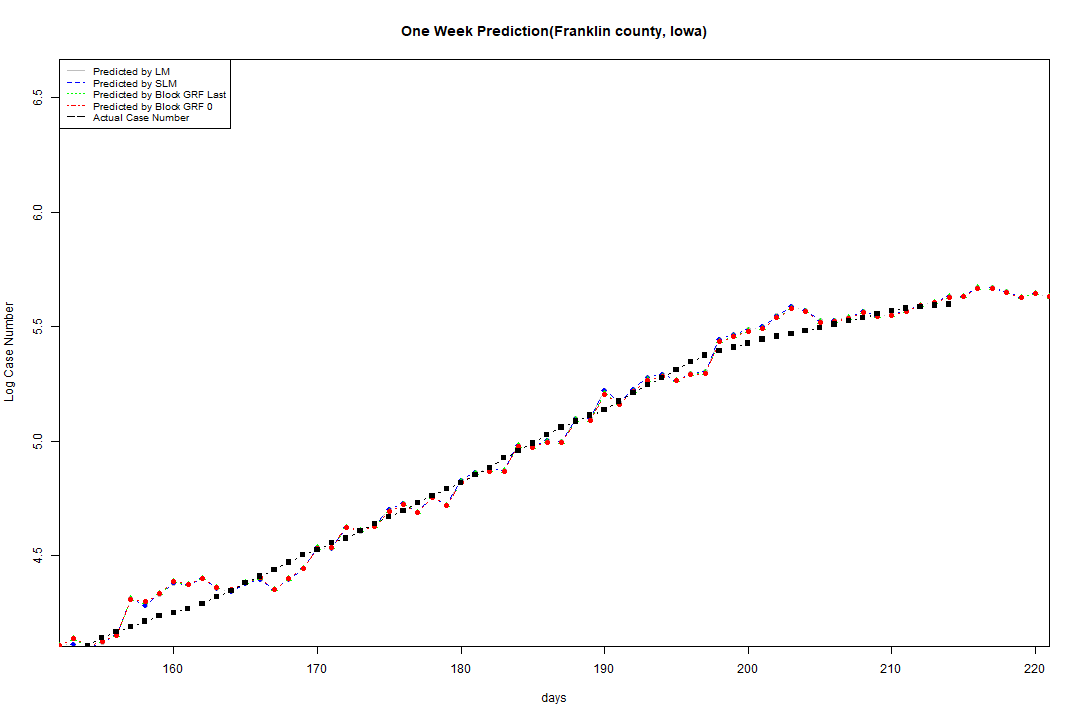 One Week Prediction(Franklin county, Iowa)
Predicted by LM
Predicted by SLM
Predicted by Block GRF Last
Predicted by Block GRF 0
Actual Case Number
6.5
6.0
5.5
5.0
4.5
Log Case Number
160 170 180 190 200 210 220
days